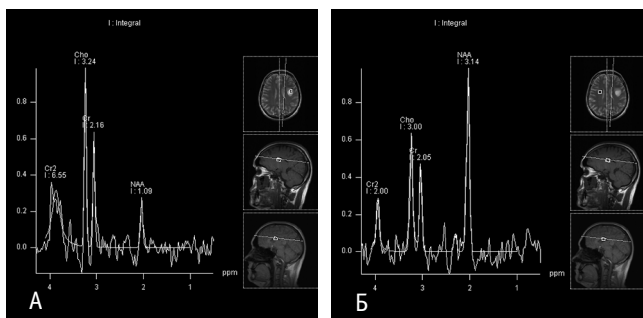 I : Integral
Cho
I : 3.24
Cr
I : 2.16
Cr2
I : 6.55
NAA
I : 1.09
0.8
0.6
0.4
0.2
0.0
4
3
2
1
ppm
А
I : Integral
NAA
I : 3.14
Cho
I : 3.00
Cr
I : 2.05
Cr2
I : 2.00
0.8
0.6
0.4
0.2
0.0
4
3
2
1
ppm
Б